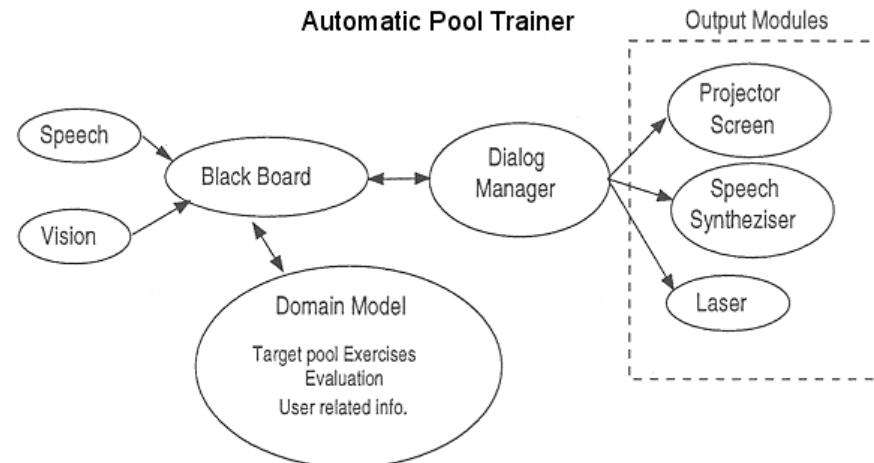 Automatic Pool Trainer
Output Modules
Speech
Vision
Black Board
Dialog
Manager
Projector
Screen
Speech
Syntheziser
Laser
Domain Model
Target pool Exercises
Evaluation
User related info.